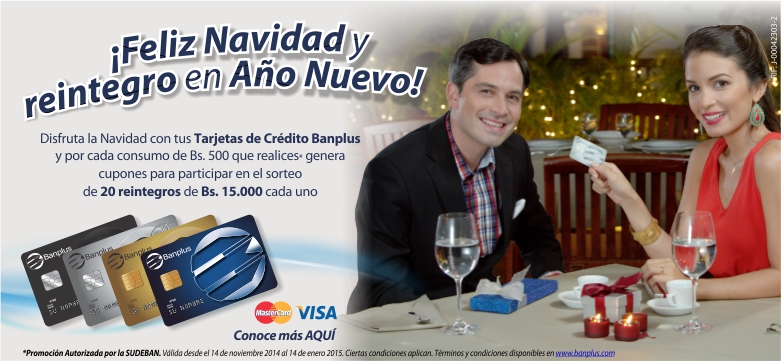 ¡Feliz Navidad y
reintegro en Año Nuevo!
Disfruta la Navidad con tus Tarjetas de Crédito Banplus
y por cada consumo de Bs. 500 que realices* genera
cupones para participar en el sorteo
de 20 reintegros de Bs. 15.000 cada uno
Banplus
Banplus
Banplus
Banplus
SU NOMBRE
MasterCard VISA
Conoce más AQUÍ
*Promoción Autorizada por la SUDEBAN. Válida desde el 14 de noviembre 2014 al 14 de enero 2015. Ciertas condiciones aplican. Términos y condiciones disponibles en www.banplus.com
RIF: J-00042303-2